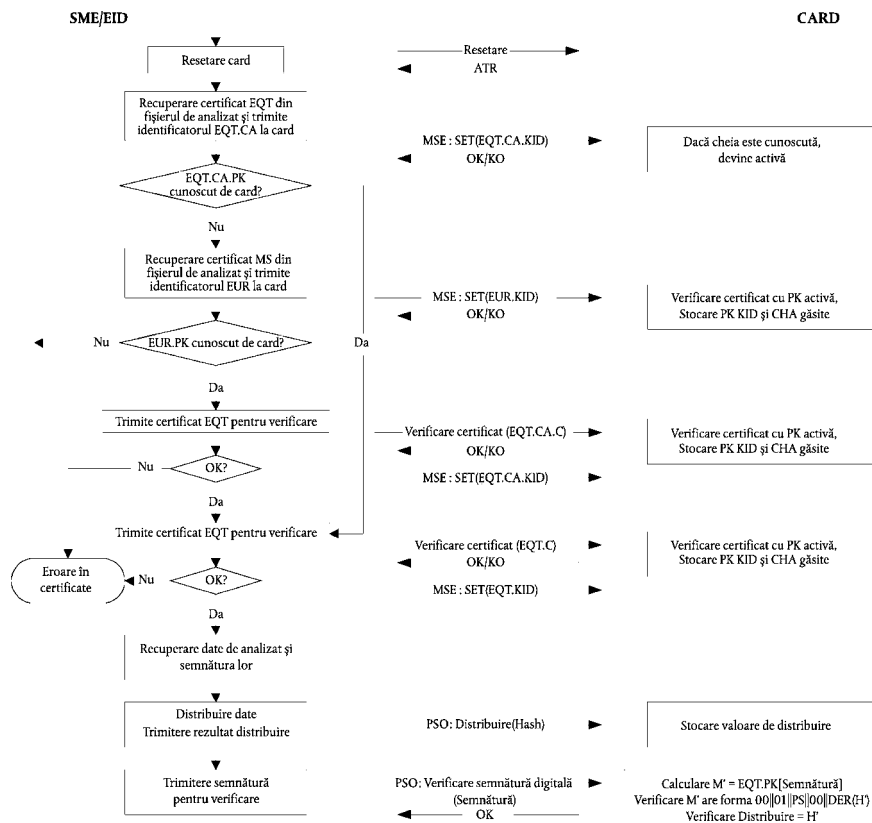 SME/EID
CARD
Resetare card
Resetare
ATR
Recuperare certificat EQT din
fișierul de analizat și trimite
identificatorul EQT.CA la card
MSE : SET(EQT.CA.KID)
OK/KO
Dacă cheia este cunoscută,
devine activă
EQT.CA.PK
cunoscut de card?
Nu
Recuperare certificat MS din
fișierul de analizat și trimite
identificatorul EUR la card
MSE : SET(EUR.KID)
OK/KO
Verificare certificat cu PK activă,
Stocare PK KID și CHA găsite
Nu
EUR.PK cunoscut de card?
Da
Da
Trimite certificat EQT pentru verificare
Verificare certificat (EQT.CA.C)
OK/KO
Verificare certificat cu PK activă,
Stocare PK KID și CHA găsite
Nu
OK?
MSE : SET(EQT.CA.KID)
Da
Trimite certificat EQT pentru verificare
Verificare certificat (EQT.C)
OK/KO
Verificare certificat cu PK activă,
Stocare PK KID și CHA găsite
Eroare în
certificate
Nu
OK?
MSE : SET(EQT.KID)
Da
Recuperare date de analizat și
semnătura lor
Distribuire date
Trimitere rezultat distribuire
PSO: Distribuire(Hash)
Stocare valoare de distribuire
Trimitere semnătură
pentru verificare
PSO: Verificare semnătură digitală
(Semnătură)
OK
Calculare M' = EQT.PK[Semnătură]
Verificare M' are forma 00||01||PS||00||DER(H')
Verificare Distribuire = H'